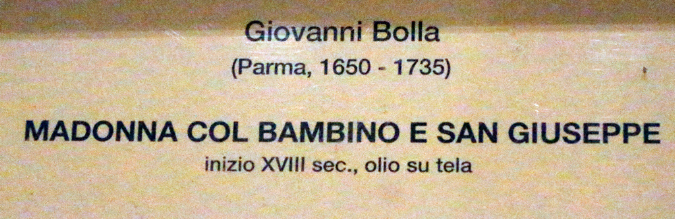 Giovanni Bolla
(Parma, 1650 - 1735)
MADONNA COL BAMBINO E SAN GIUSEPPE
inizio XVIII sec., olio su tela